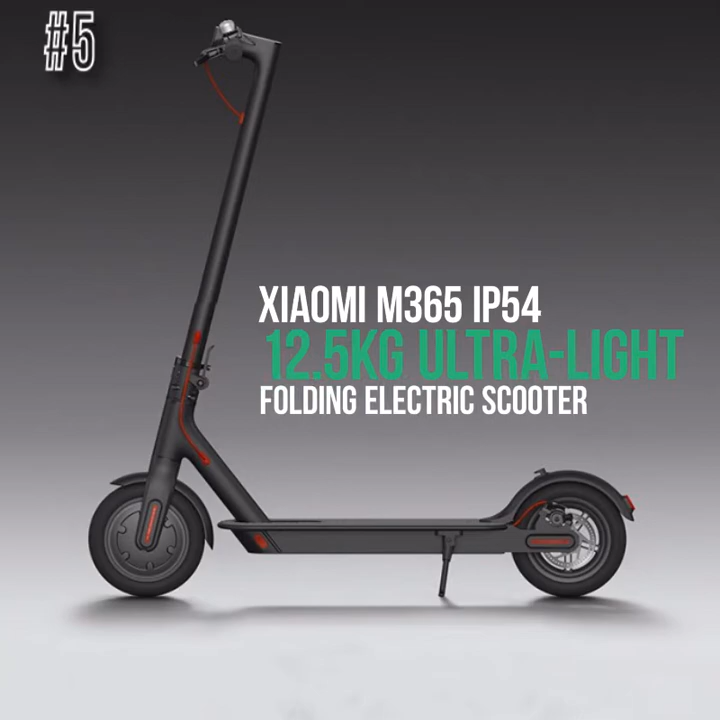 #5
XIAOMI M365 IP54
12.5KG ULTRA-LIGHT
FOLDING ELECTRIC SCOOTER